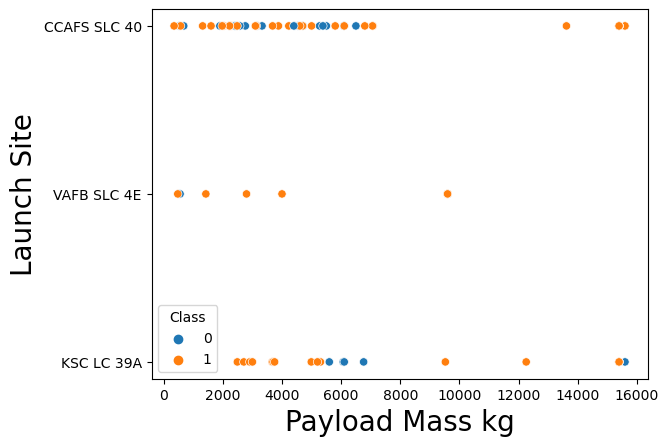 CCAFS SLC 40
VAFB SLC 4E
KSC LC 39A
Launch Site
Class
0
1
0 2000 4000 6000 8000 10000 12000 14000 16000
Payload Mass kg